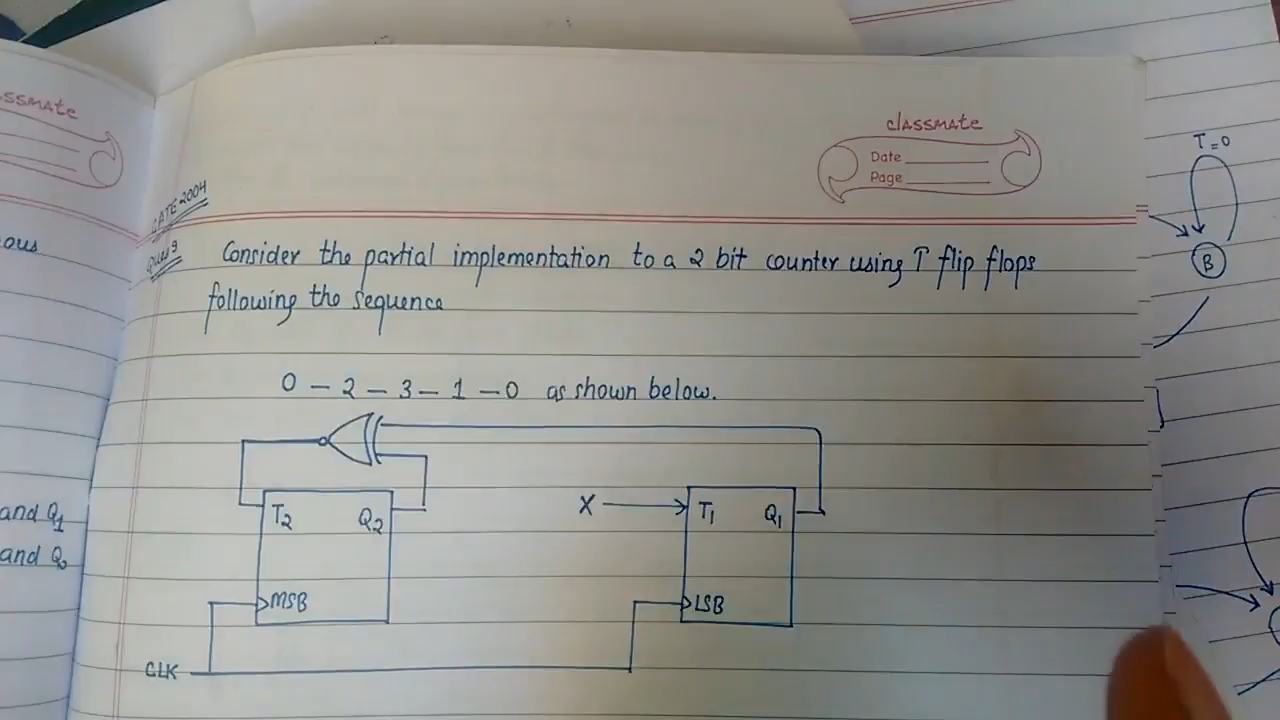 ssmate
classmate
Date
Page
GATE 2004
Ques 9
Consider the partial implementation to a 2 bit counter using T flip flops
following the sequence
0 – 2 – 3 – 1 – 0 as shown below.
T2 Q2
MSB
X
T1 Q1
LSB
CLK
ous
and Q1
and Q0
T=0
B